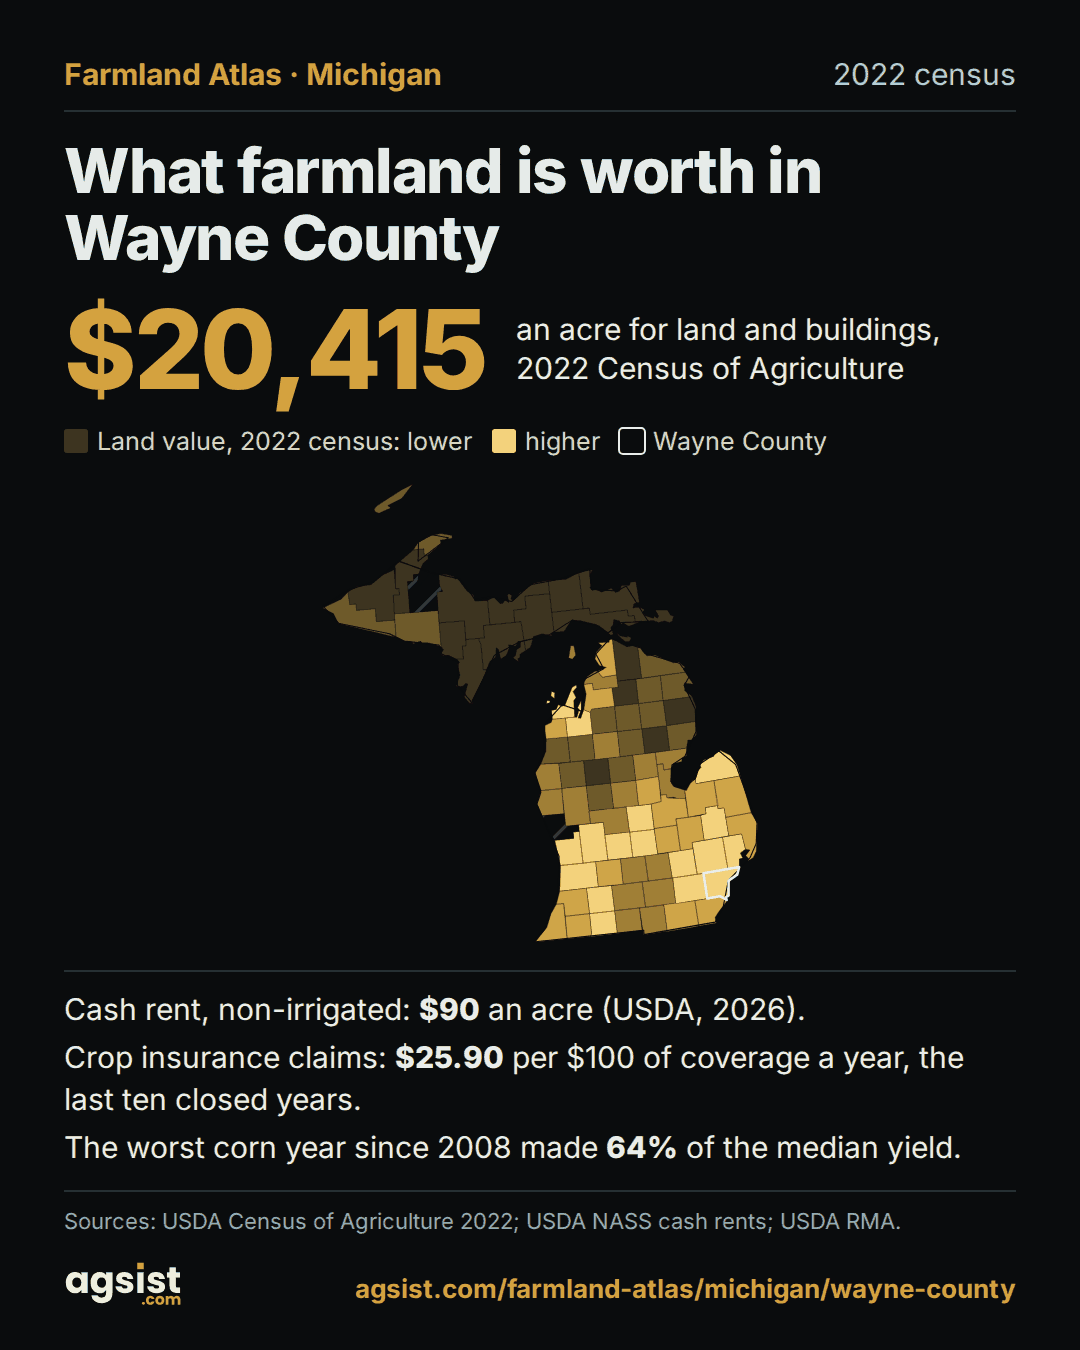 Farmland Atlas · Michigan
2022 census
What farmland is worth in
Wayne County
$20,415
an acre for land and buildings,
2022 Census of Agriculture
Land value, 2022 census: lower
higher
Wayne County
Cash rent, non-irrigated: $90 an acre (USDA, 2026).
Crop insurance claims: $25.90 per $100 of coverage a year, the
last ten closed years.
The worst corn year since 2008 made 64% of the median yield.
Sources: USDA Census of Agriculture 2022; USDA NASS cash rents; USDA RMA.
agsist
.com
agsist.com/farmland-atlas/michigan/wayne-county